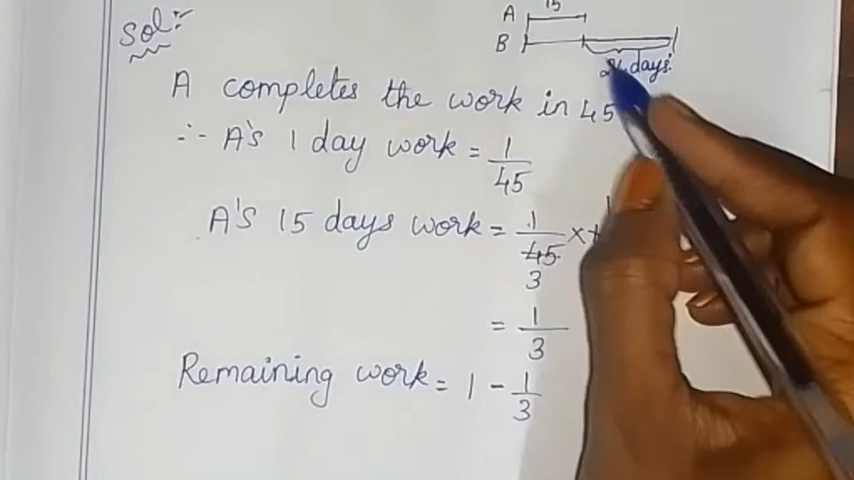 Sol:-
A 15
B
days
A completes the work in 45
∴ A's 1 day work = 1/45
A's 15 days work = 1/45 ×
3
= 1/3
Remaining work = 1 - 1/3